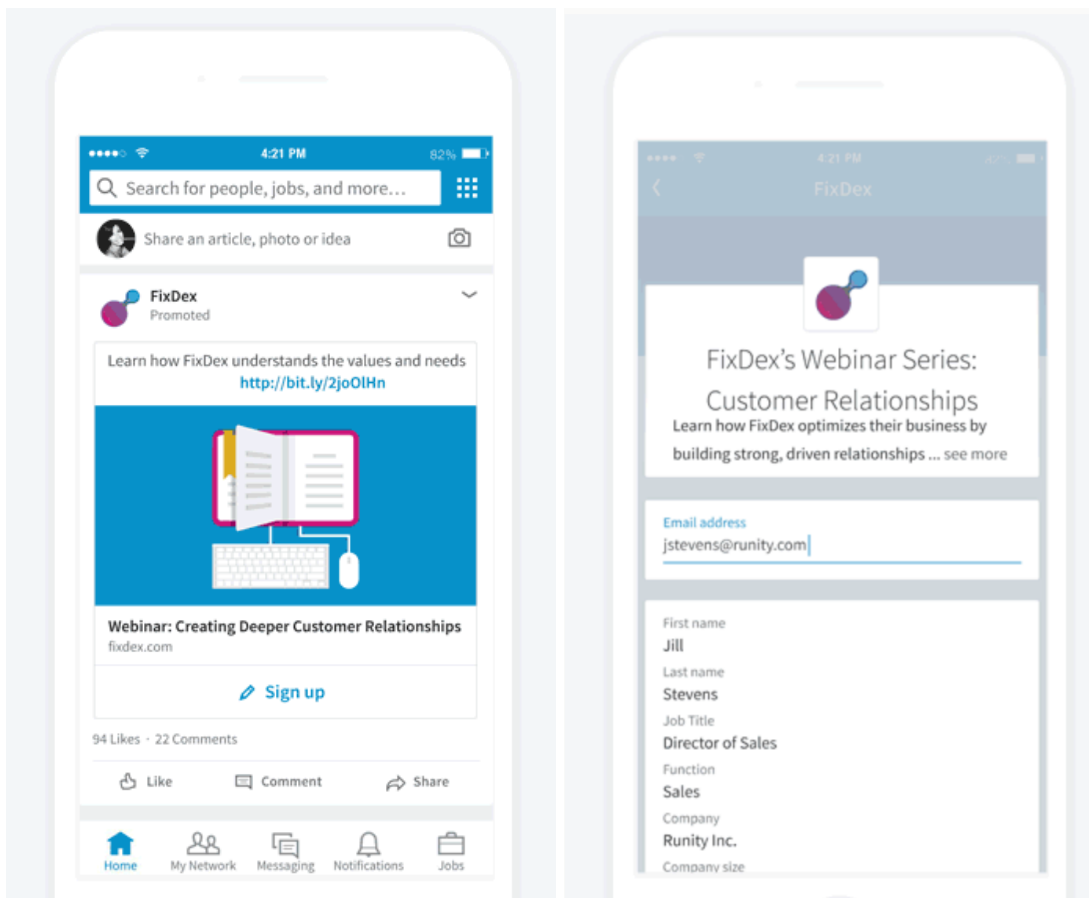 4:21 PM
82%
Search for people, jobs, and more...
Share an article, photo or idea
FixDex
Promoted
Learn how FixDex understands the values and needs
http://bit.ly/2joOlHn
Webinar: Creating Deeper Customer Relationships
fixdex.com
Sign up
94 Likes · 22 Comments
Like Comment Share
Home My Network Messaging Notifications Jobs
4:21 PM
FixDex
FixDex's Webinar Series:
Customer Relationships
Learn how FixDex optimizes their business by
building strong, driven relationships ... see more
Email address
jstevens@runity.com
First name
Jill
Last name
Stevens
Job Title
Director of Sales
Function
Sales
Company
Runity Inc.
Company size